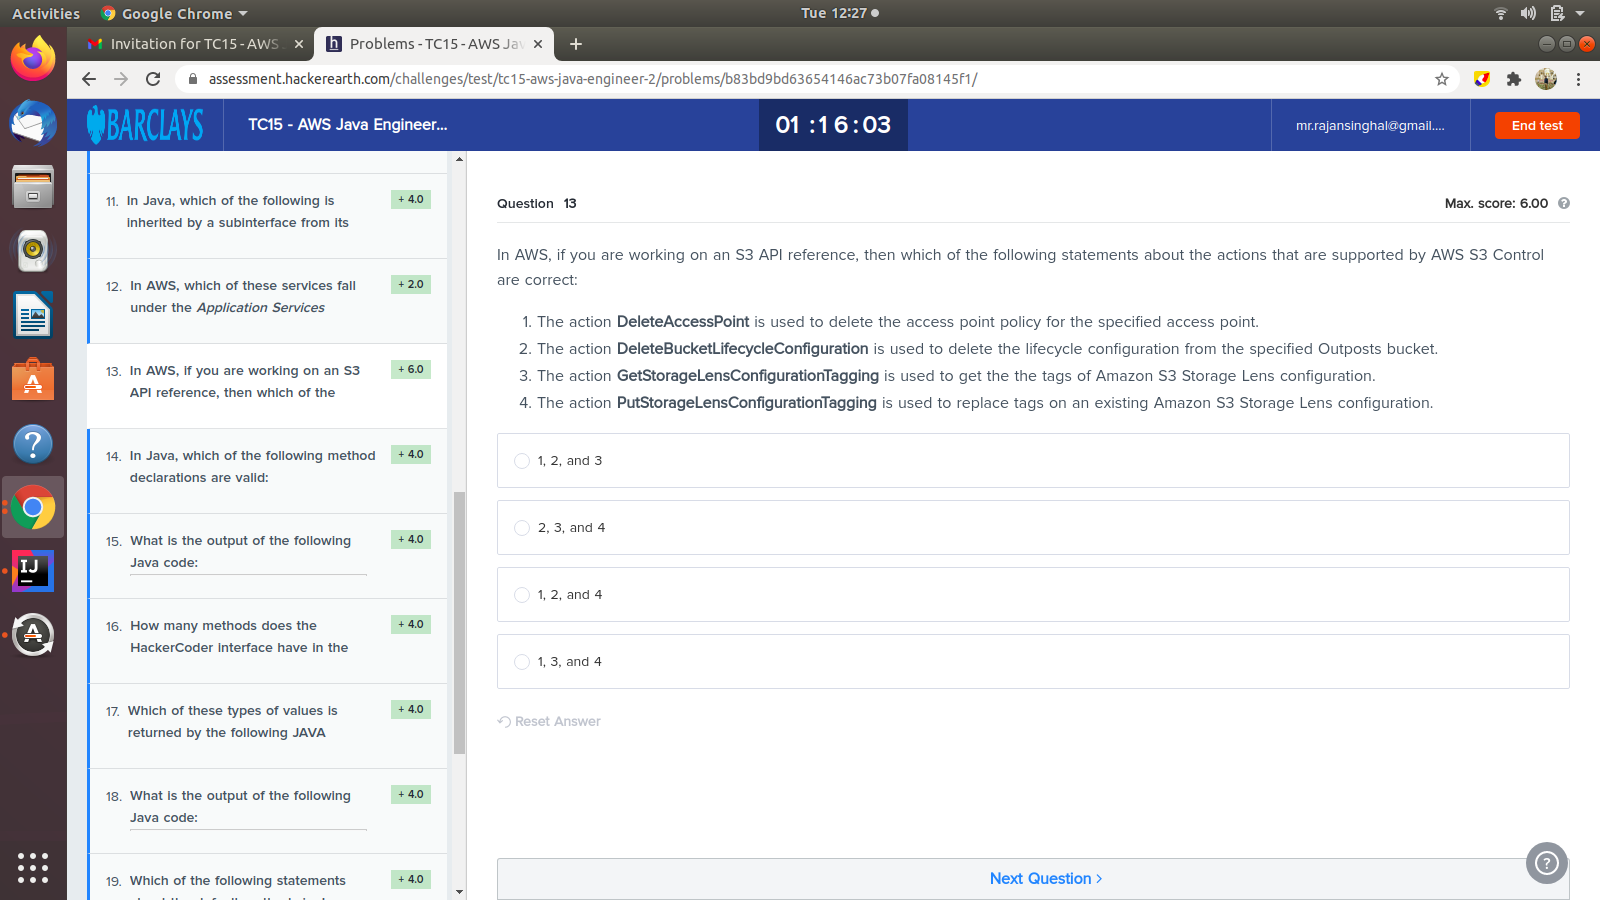 Activities
Google Chrome
Tue 12:27
Invitation for TC15 - AWS
Problems - TC15 - AWS Jav
assessment.hackerearth.com/challenges/test/tc15-aws-java-engineer-2/problems/b83bd9bd63654146ac73b07fa08145f1/
BARCLAYS
TC15 - AWS Java Engineer...
01 :16:03
mr.rajansinghal@gmail....
End test
11. In Java, which of the following is
inherited by a subinterface from its
+ 4.0
12. In AWS, which of these services fall
under the Application Services
+ 2.0
13. In AWS, if you are working on an S3
API reference, then which of the
+ 6.0
14. In Java, which of the following method
declarations are valid:
+ 4.0
15. What is the output of the following
Java code:
+ 4.0
16. How many methods does the
HackerCoder interface have in the
+ 4.0
17. Which of these types of values is
returned by the following JAVA
+ 4.0
18. What is the output of the following
Java code:
+ 4.0
19. Which of the following statements
+ 4.0
Question 13
Max. score: 6.00
In AWS, if you are working on an S3 API reference, then which of the following statements about the actions that are supported by AWS S3 Control
are correct:
1. The action DeleteAccessPoint is used to delete the access point policy for the specified access point.
2. The action DeleteBucketLifecycleConfiguration is used to delete the lifecycle configuration from the specified Outposts bucket.
3. The action GetStorageLensConfigurationTagging is used to get the the tags of Amazon S3 Storage Lens configuration.
4. The action PutStorageLensConfigurationTagging is used to replace tags on an existing Amazon S3 Storage Lens configuration.
1, 2, and 3
2, 3, and 4
1, 2, and 4
1, 3, and 4
Reset Answer
Next Question >